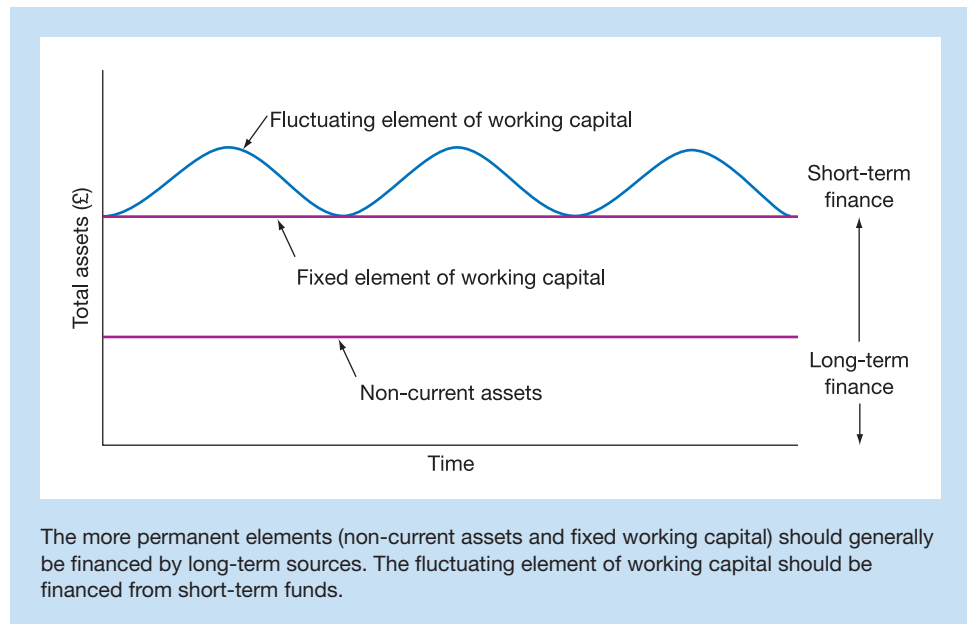 Fluctuating element of working capital
Short-term
finance
Total assets (£)
Fixed element of working capital
Long-term
finance
Non-current assets
Time
The more permanent elements (non-current assets and fixed working capital) should generally
be financed by long-term sources. The fluctuating element of working capital should be
financed from short-term funds.